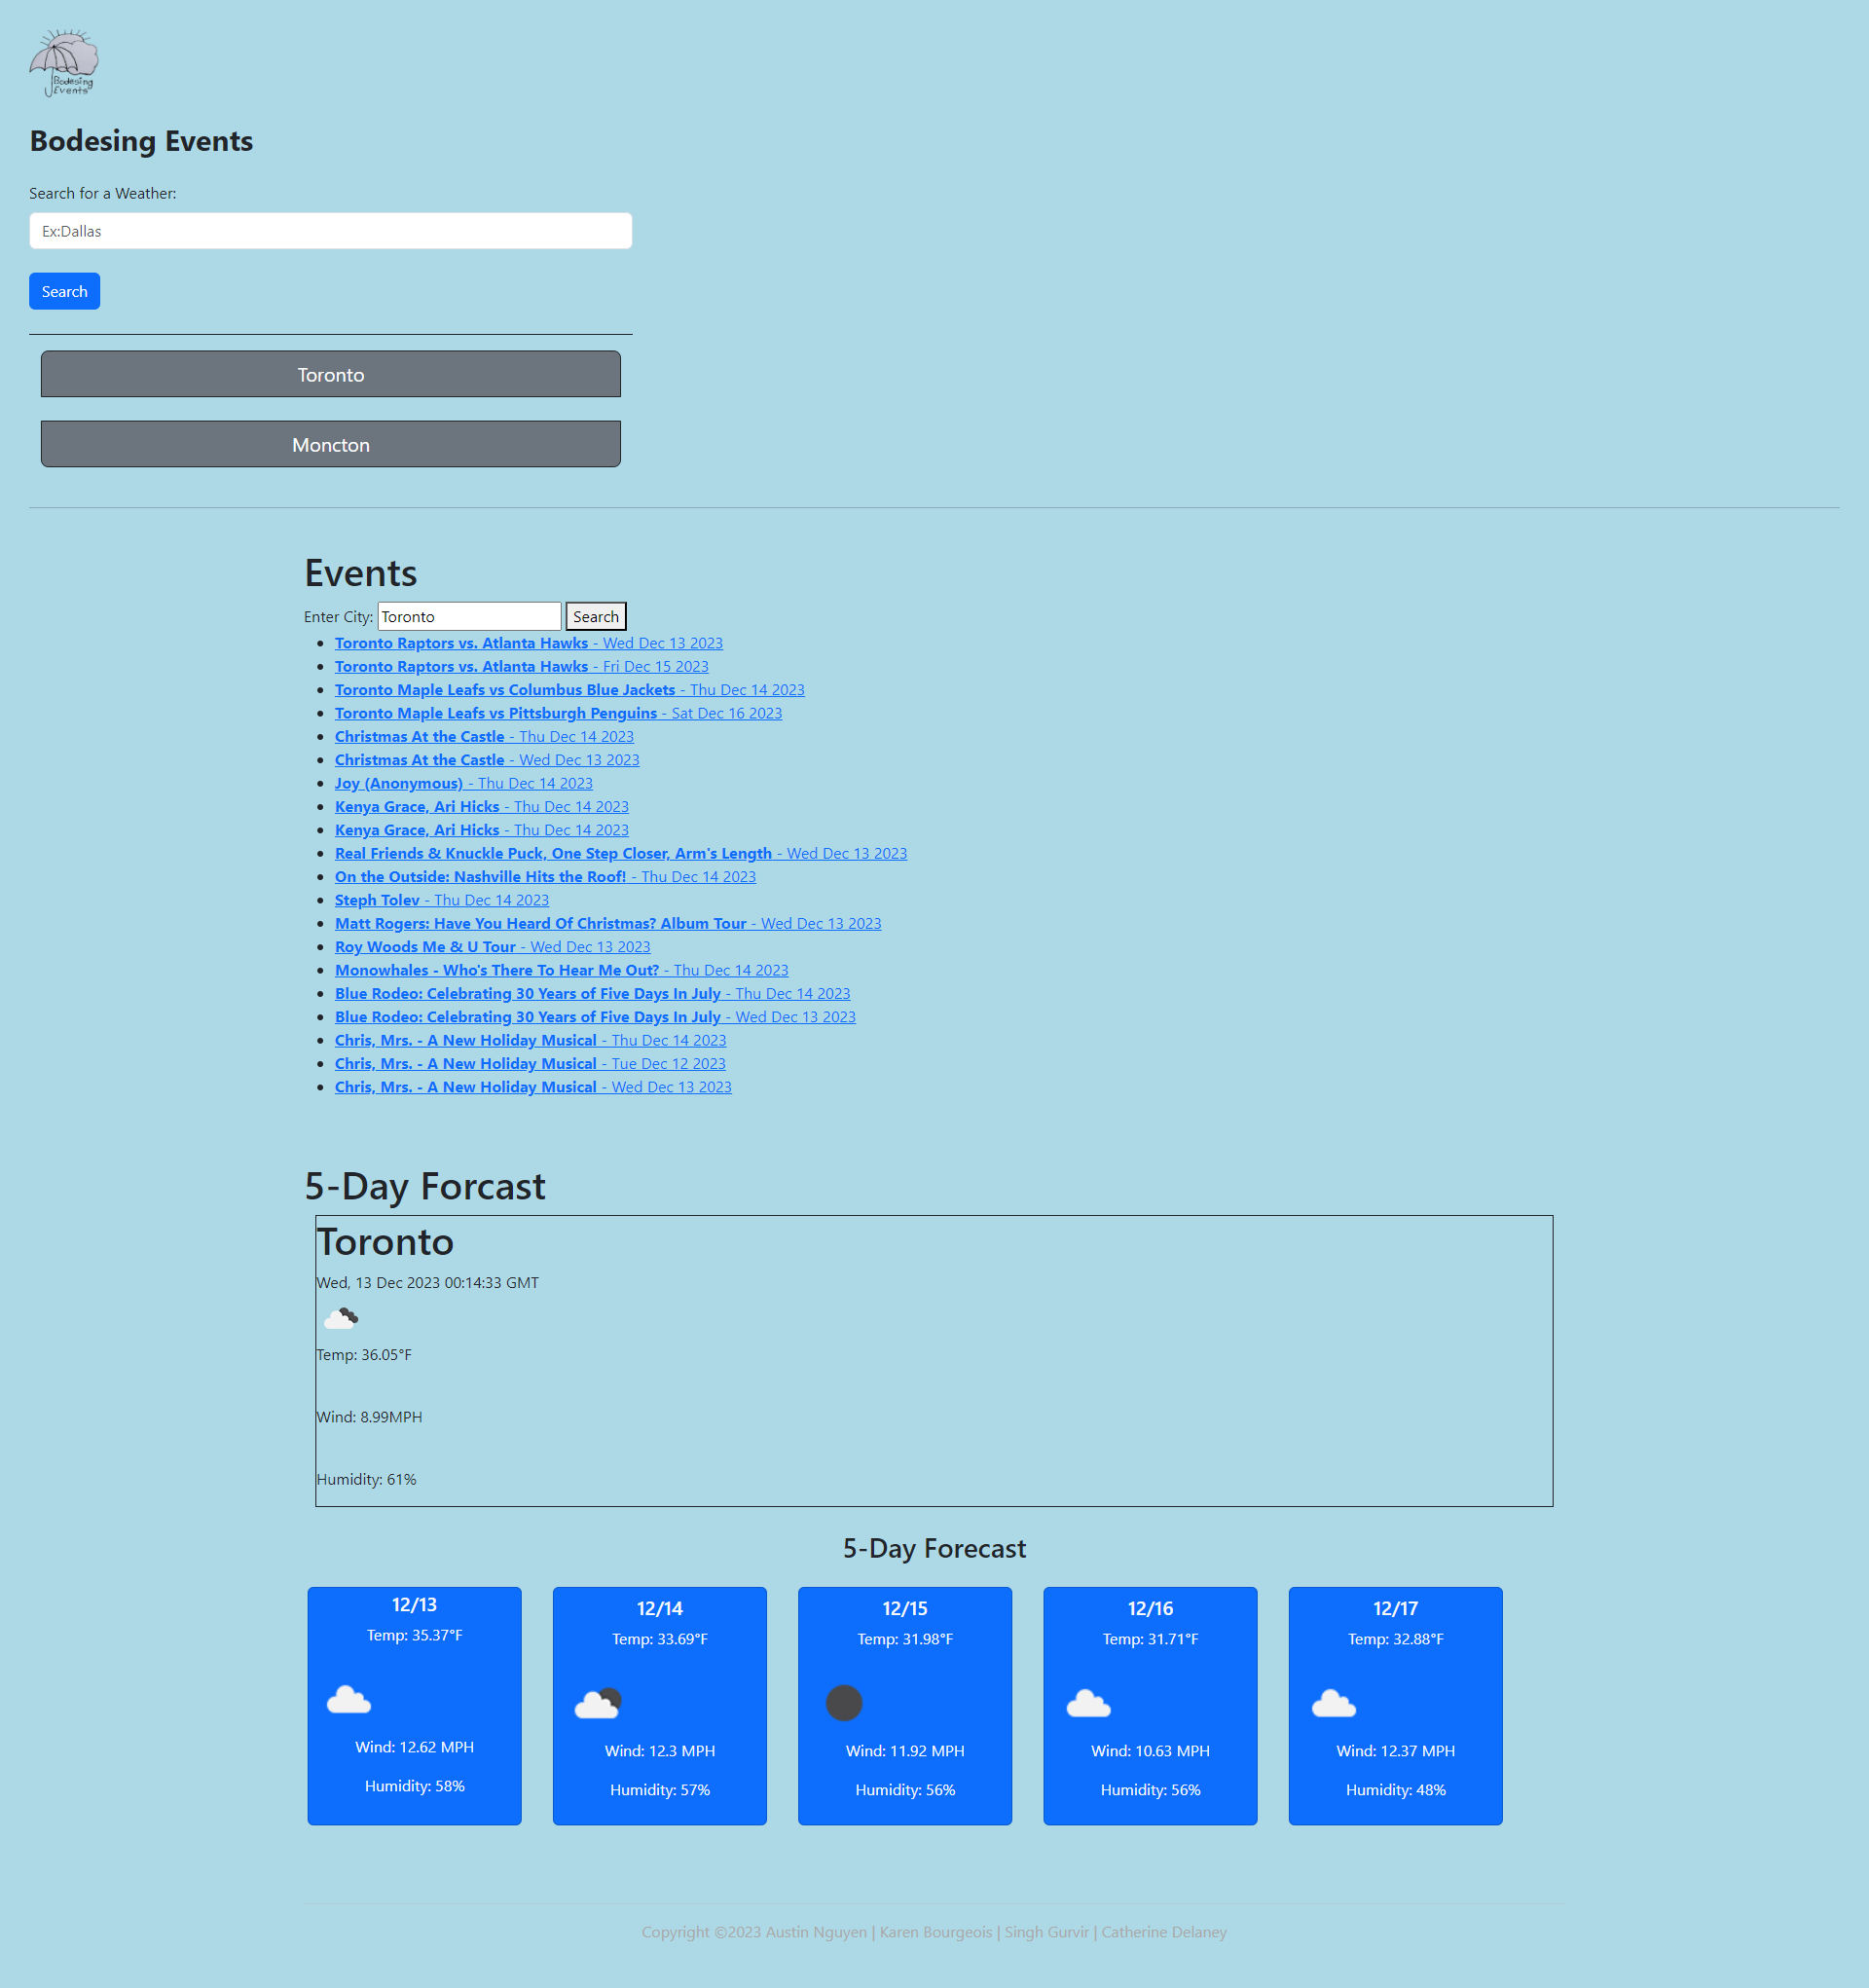 Bodesing
Events
Bodesing Events
Search for a Weather:
Ex:Dallas
Search
Toronto
Moncton
Events
Enter City: Toronto Search
Toronto Raptors vs. Atlanta Hawks - Wed Dec 13 2023
Toronto Raptors vs. Atlanta Hawks - Fri Dec 15 2023
Toronto Maple Leafs vs Columbus Blue Jackets - Thu Dec 14 2023
Toronto Maple Leafs vs Pittsburgh Penguins - Sat Dec 16 2023
Christmas At the Castle - Thu Dec 14 2023
Christmas At the Castle - Wed Dec 13 2023
Joy (Anonymous) - Thu Dec 14 2023
Kenya Grace, Ari Hicks - Thu Dec 14 2023
Kenya Grace, Ari Hicks - Thu Dec 14 2023
Real Friends & Knuckle Puck, One Step Closer, Arm's Length - Wed Dec 13 2023
On the Outside: Nashville Hits the Roof! - Thu Dec 14 2023
Steph Tolev - Thu Dec 14 2023
Matt Rogers: Have You Heard Of Christmas? Album Tour - Wed Dec 13 2023
Roy Woods Me & U Tour - Wed Dec 13 2023
Monowhales - Who's There To Hear Me Out? - Thu Dec 14 2023
Blue Rodeo: Celebrating 30 Years of Five Days In July - Thu Dec 14 2023
Blue Rodeo: Celebrating 30 Years of Five Days In July - Wed Dec 13 2023
Chris, Mrs. - A New Holiday Musical - Thu Dec 14 2023
Chris, Mrs. - A New Holiday Musical - Tue Dec 12 2023
Chris, Mrs. - A New Holiday Musical - Wed Dec 13 2023
5-Day Forcast
Toronto
Wed, 13 Dec 2023 00:14:33 GMT
Temp: 36.05°F
Wind: 8.99MPH
Humidity: 61%
5-Day Forecast
12/13
Temp: 35.37°F
Wind: 12.62 MPH
Humidity: 58%
12/14
Temp: 33.69°F
Wind: 12.3 MPH
Humidity: 57%
12/15
Temp: 31.98°F
Wind: 11.92 MPH
Humidity: 56%
12/16
Temp: 31.71°F
Wind: 10.63 MPH
Humidity: 56%
12/17
Temp: 32.88°F
Wind: 12.37 MPH
Humidity: 48%
Copyright ©2023 Austin Nguyen | Karen Bourgeois | Singh Gurvir | Catherine Delaney